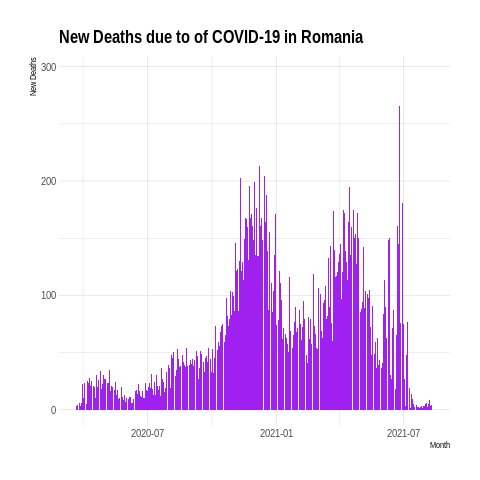 New Deaths due to of COVID-19 in Romania
New Deaths
300
200
100
0
2020-07
2021-01
2021-07
Month